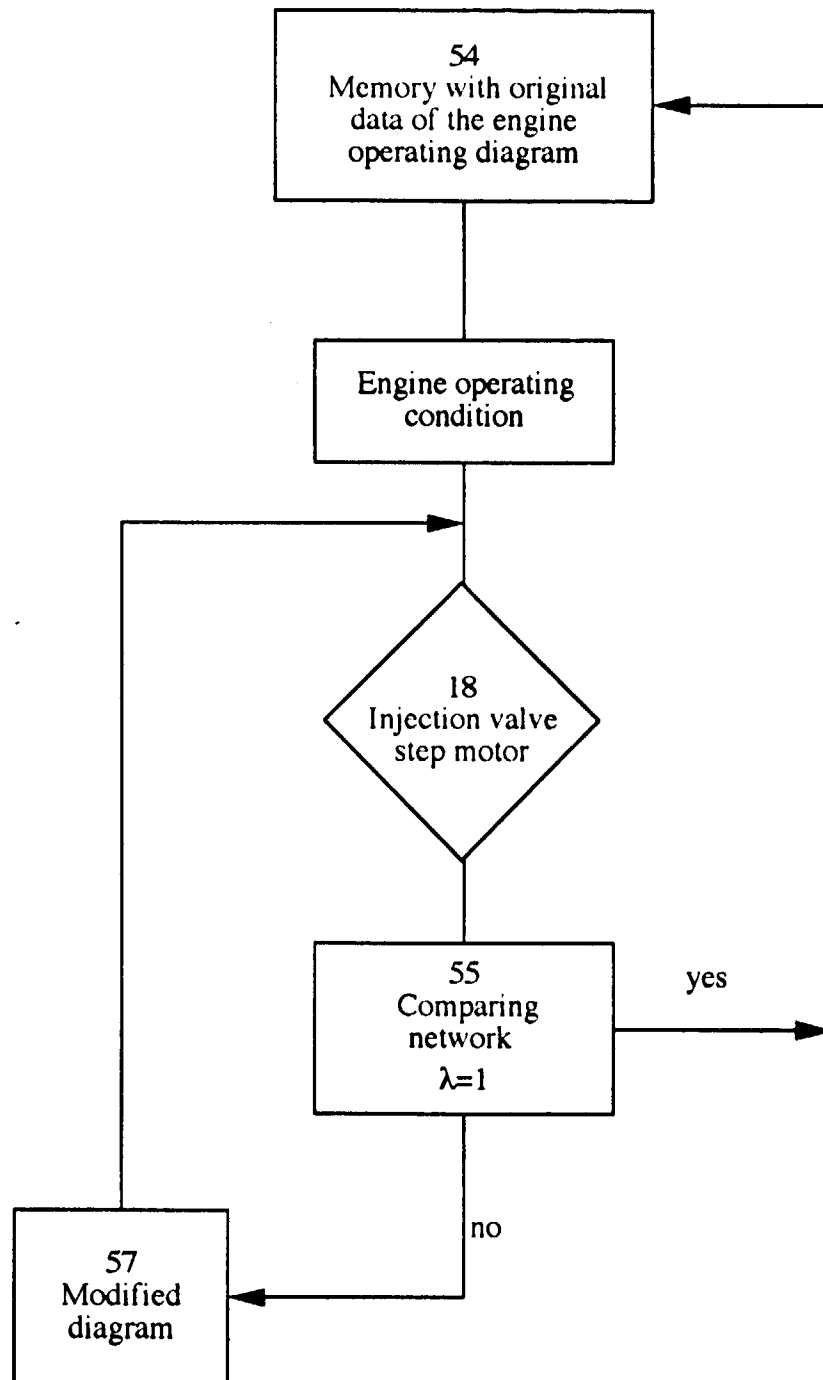 54
Memory with original
data of the engine
operating diagram
Engine operating
condition
18
Injection valve
step motor
55
Comparing
network
λ=1
yes
no
57
Modified
diagram